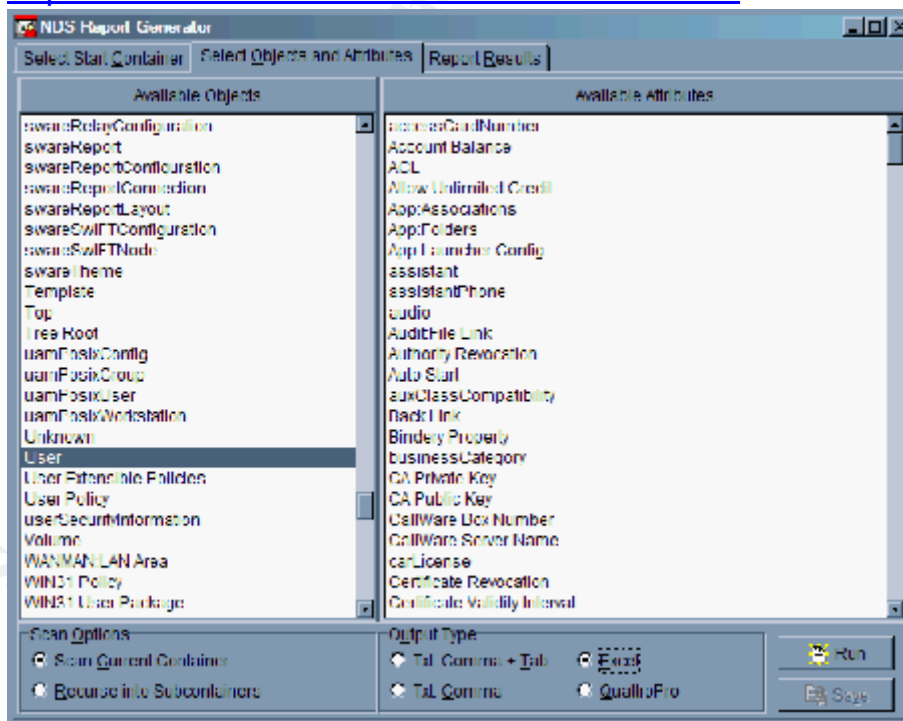 NDS Report Generator
Select Start Container Select Objects and Attributes Report Results
Available Objects
swareRelayConfiguration
swareReport
swareReportConfiguration
swareReportConnection
swareReportLayout
swareSwiFTConfiguration
swareSwiFTNode
swareTheme
Template
Top
Tree Root
uamPosixConfig
uamPosixGroup
uamPosixUser
uamPosixWorkstation
Unknown
User
User Extensible Policies
User Policy
userSecurityInformation
Volume
WANMAN:LAN Area
WIN31 Policy
WIN31 User Package
Available Attributes
accessCardNumber
Account Balance
ACL
Allow Unlimited Credit
App:Associations
App:Folders
App:Launcher Config
assistant
assistantPhone
audio
Audit:File Link
Authority Revocation
Auto Start
auxClassCompatibility
Back Link
Bindery Property
businessCategory
CA Private Key
CA Public Key
CallWare Box Number
CallWare Server Name
carLicense
Certificate Revocation
Certificate Validity Interval
Scan Options
Scan Current Container
Recurse into Subcontainers
Output Type
Txt. Comma + Tab
Excel
Txt. Comma
QuattroPro
Run
Save